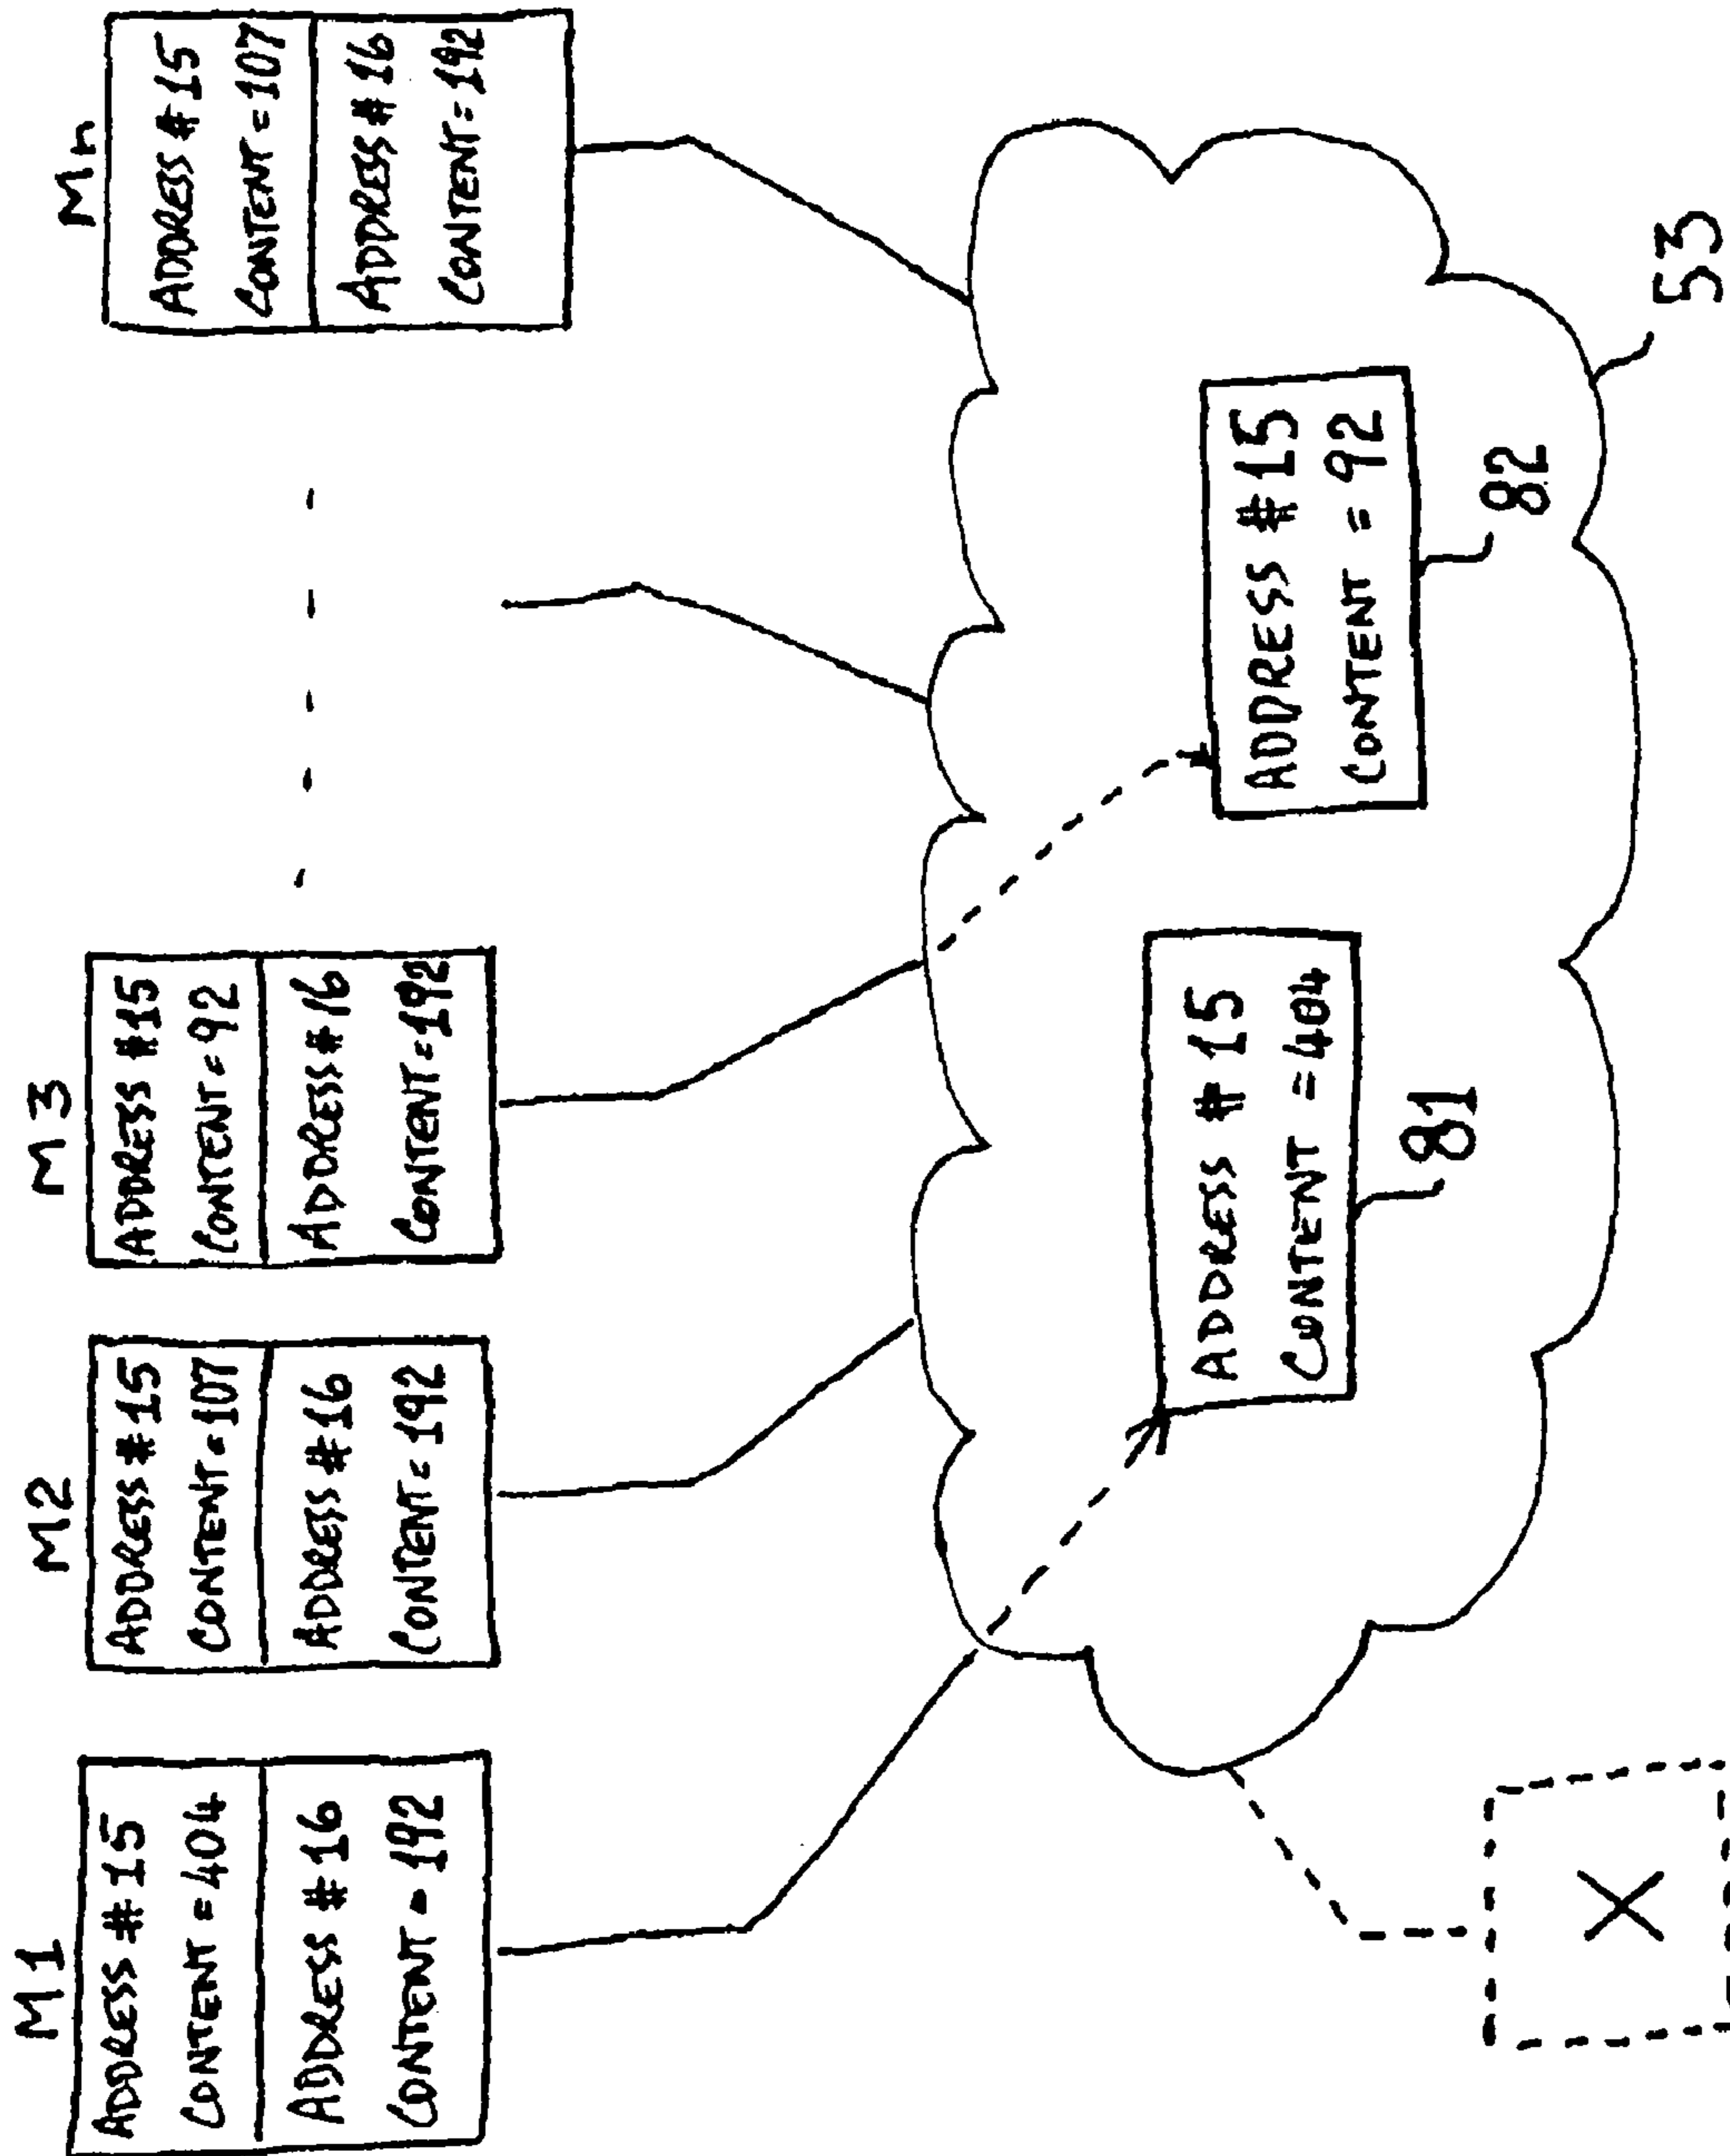 M1
ADDRESS #15
CONTENT = 404
ADDRESS #16
CONTENT = 192
M2
ADDRESS #15
CONTENT = 107
ADDRESS #16
CONTENT = 192
M3
ADDRESS #15
CONTENT = 92
ADDRESS #16
CONTENT = 192
Mn
ADDRESS #15
CONTENT = 107
ADDRESS #16
CONTENT = 192
ADDRESS #15
CONTENT = 404
81
ADDRESS #15
CONTENT = 92
82
53
X